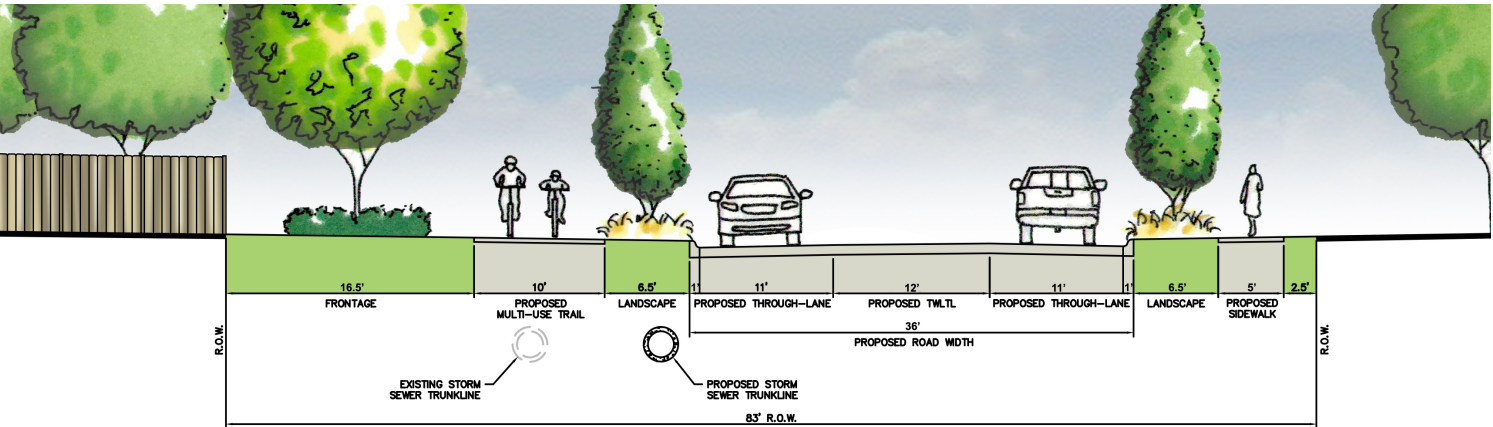 16.5'
FRONTAGE
10'
PROPOSED
MULTI-USE TRAIL
6.5'
LANDSCAPE
1'
11'
PROPOSED THROUGH-LANE
12'
PROPOSED TWLTL
11'
PROPOSED THROUGH-LANE
1'
6.5'
LANDSCAPE
5'
PROPOSED
SIDEWALK
2.5'
36'
PROPOSED ROAD WIDTH
R.O.W.
R.O.W.
EXISTING STORM
SEWER TRUNKLINE
PROPOSED STORM
SEWER TRUNKLINE
83' R.O.W.